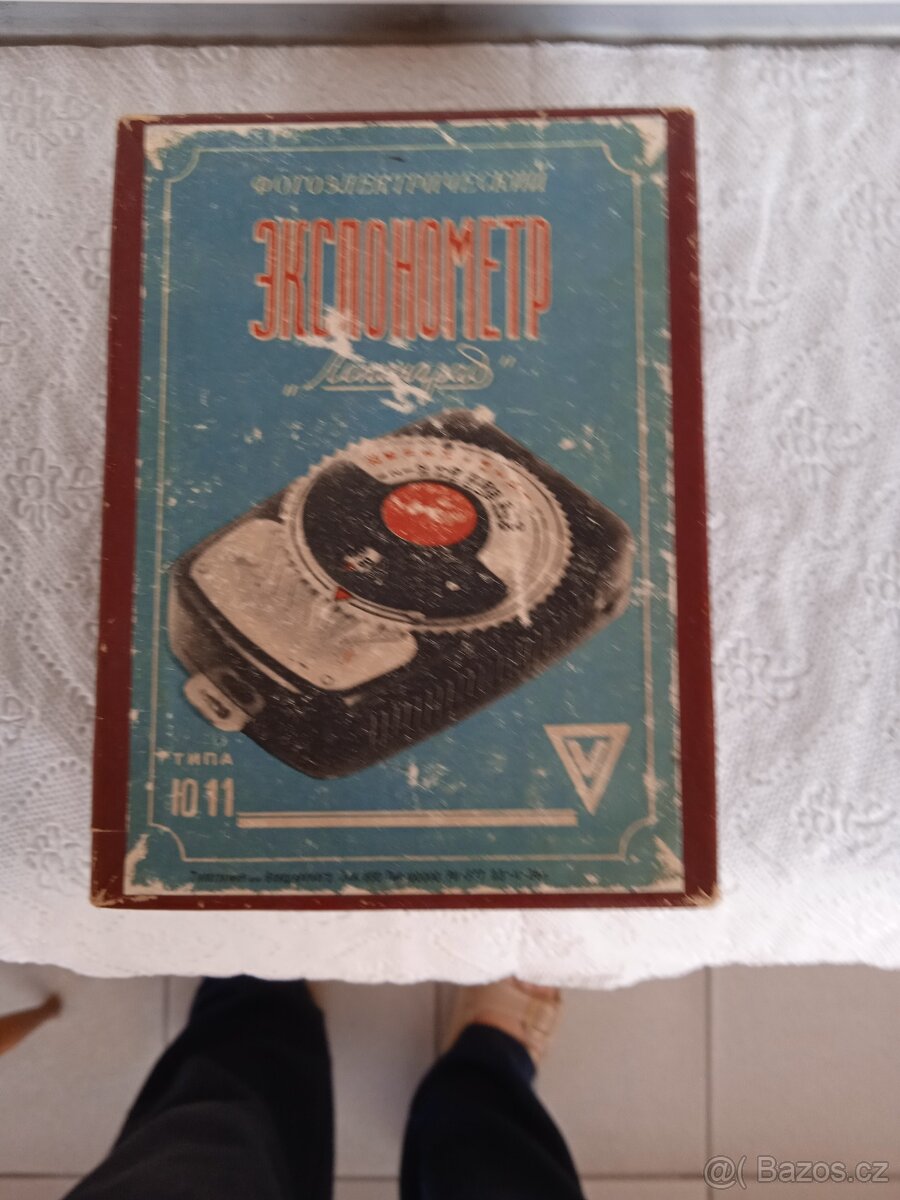 ФОТОЭЛЕКТРИЧЕСКИЙ
ЭКСПОНОМЕТР
„Ленинград"
ТИПА
Ю 11
@( Bazos.cz